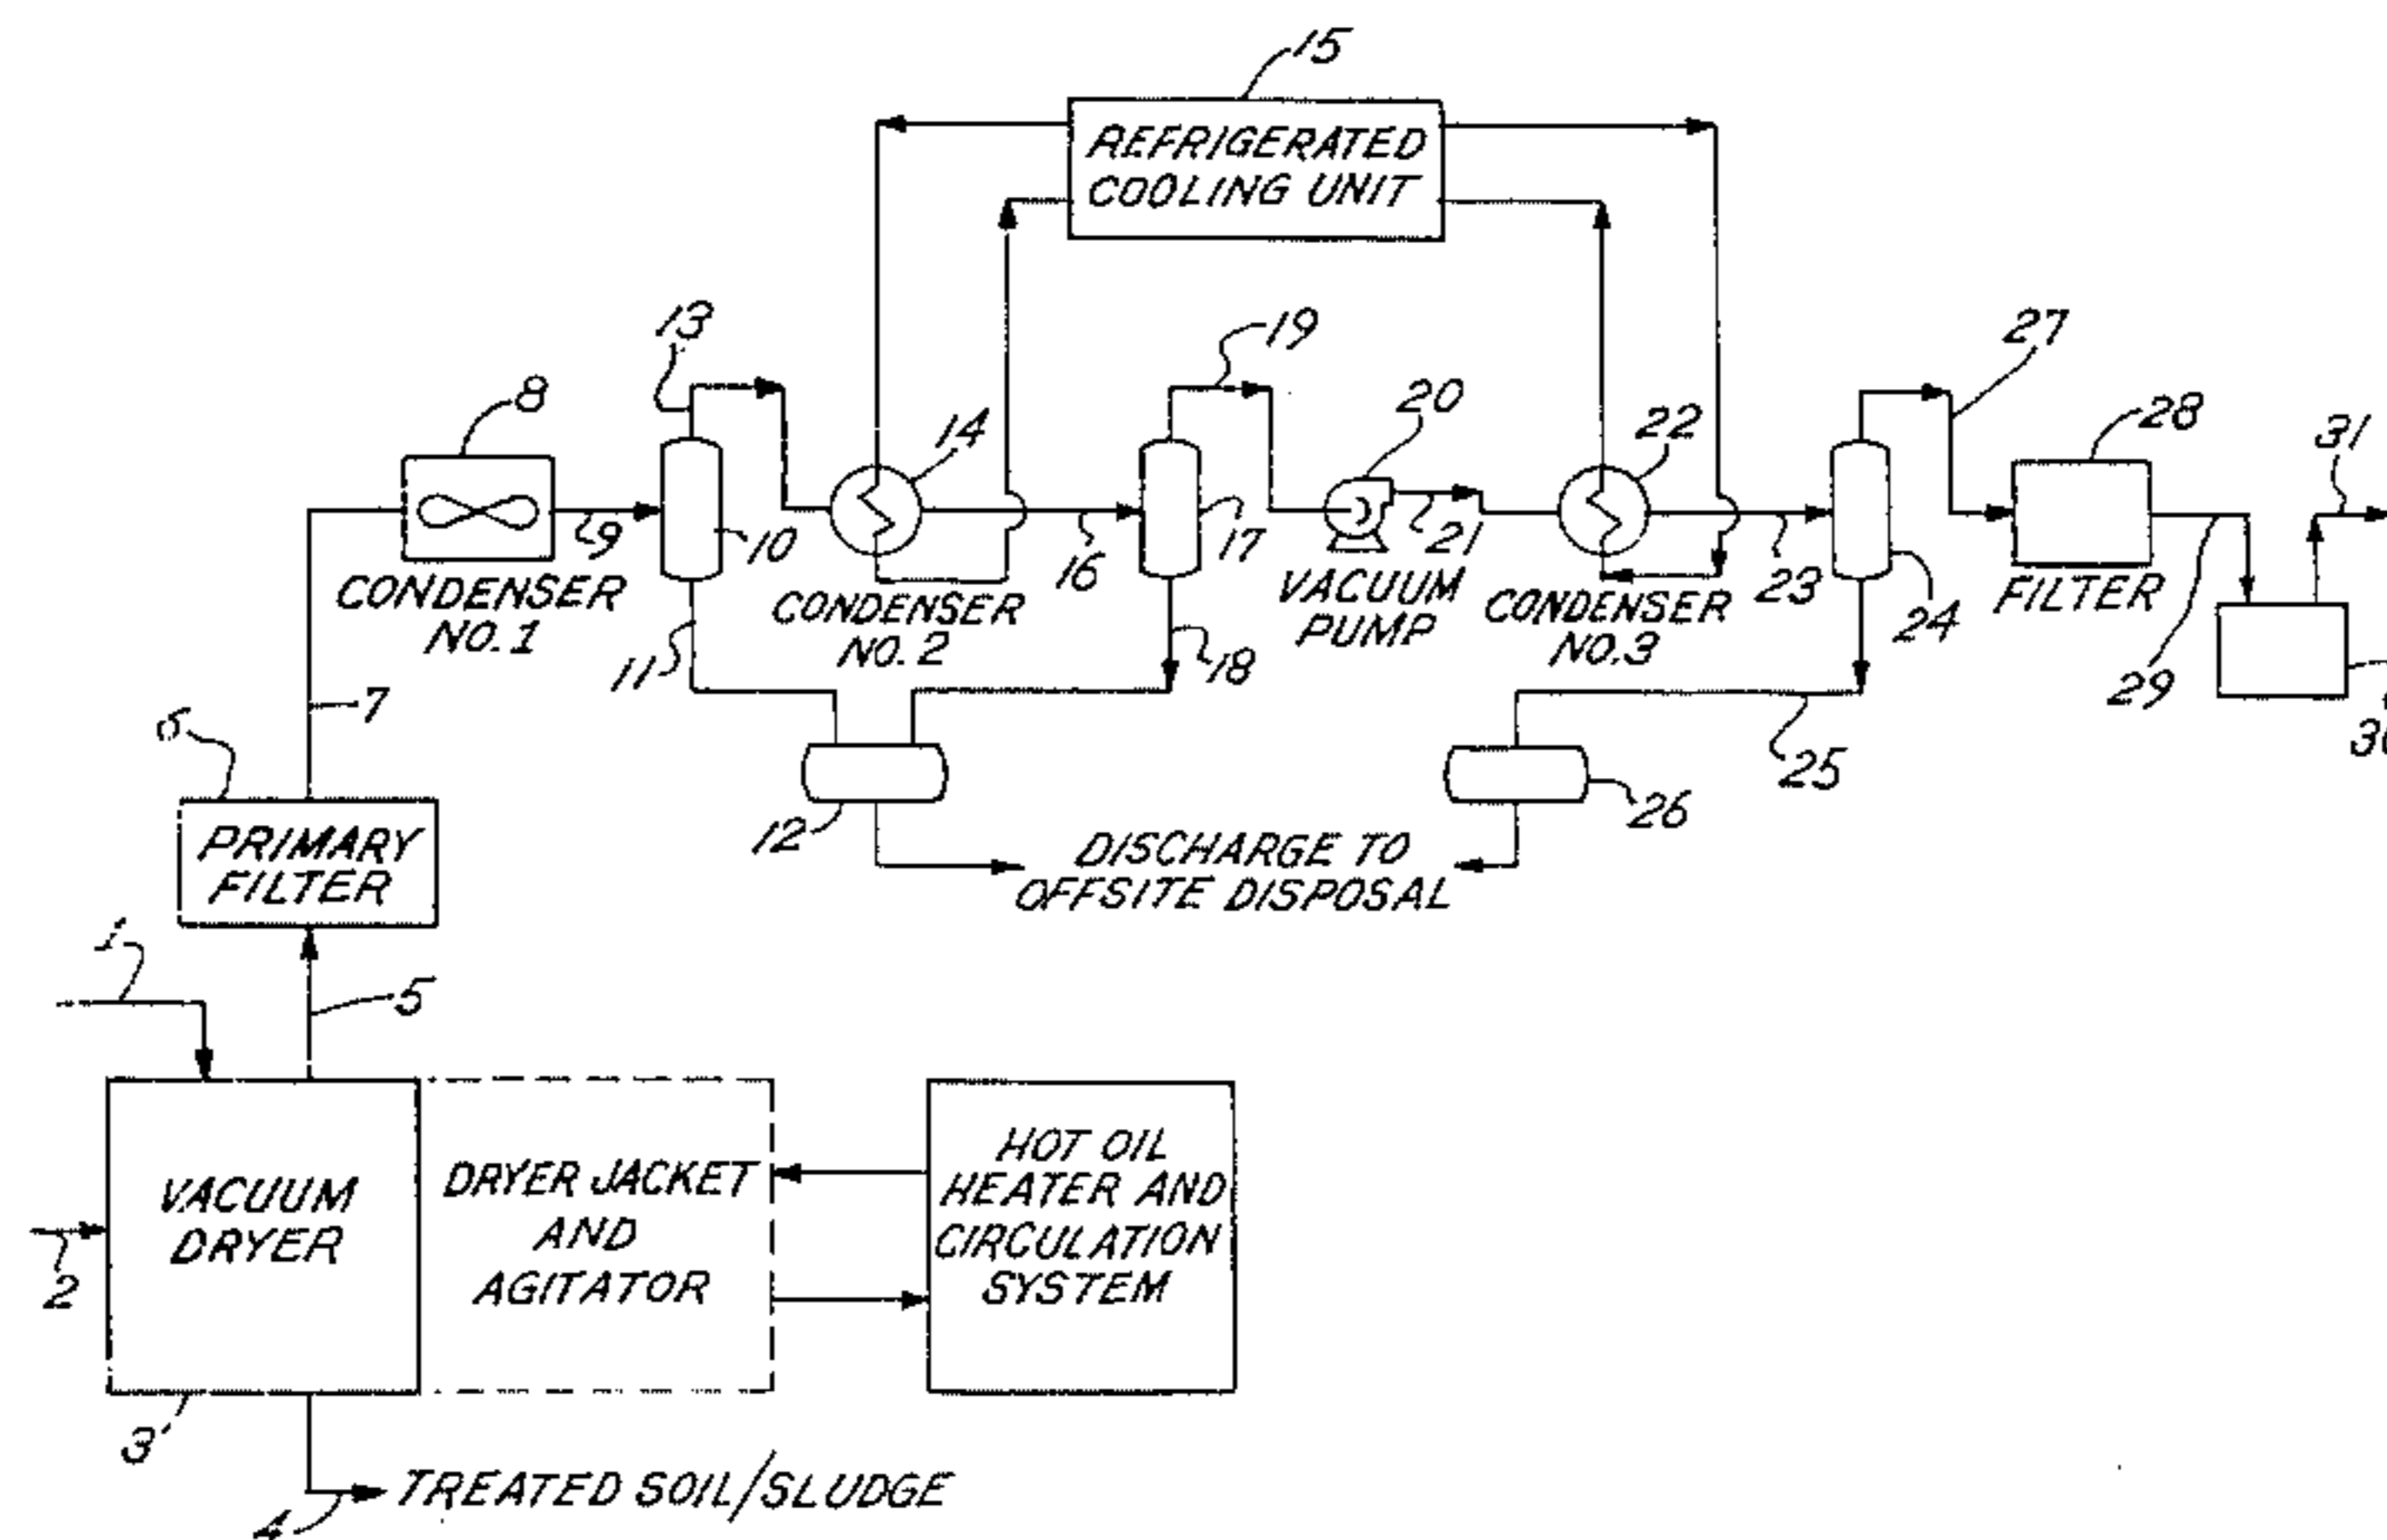 15
REFRIGERATED
COOLING UNIT
13
19
27
8
14
20
22
28
31
9
10
16
17
21
23
24
CONDENSER
NO. 1
CONDENSER
NO. 2
VACUUM
PUMP
CONDENSER
NO. 3
FILTER
11
18
29
7
6
25
12
26
PRIMARY
FILTER
DISCHARGE TO
OFFSITE DISPOSAL
1
5
VACUUM
DRYER
DRYER JACKET
AND
AGITATOR
HOT OIL
HEATER AND
CIRCULATION
SYSTEM
2
3
4
TREATED SOIL/SLUDGE